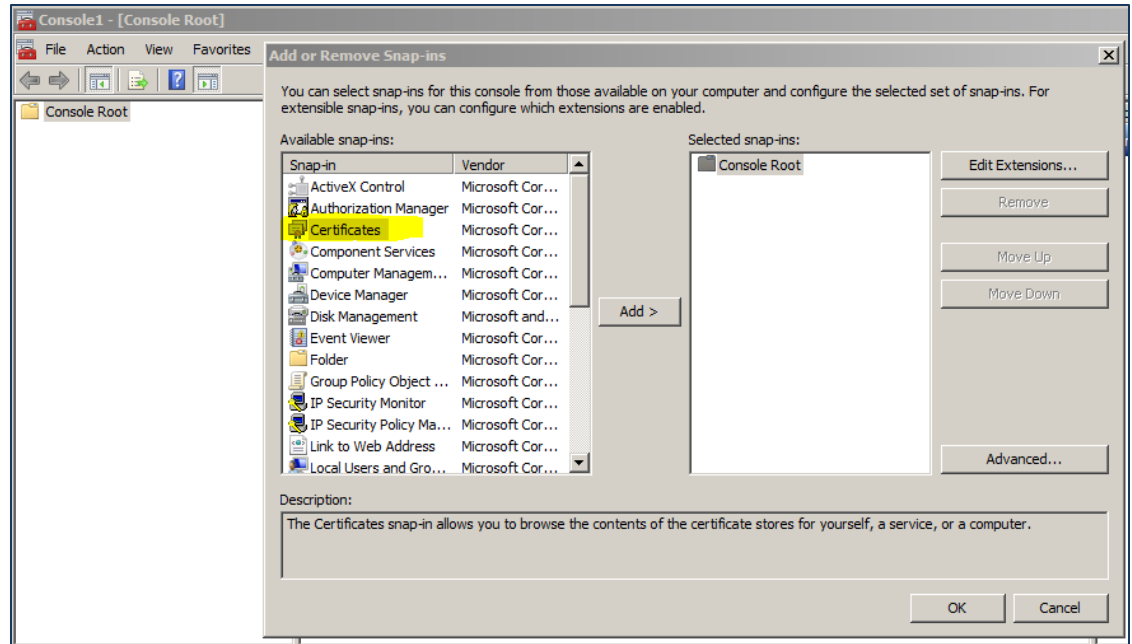 Console1 - [Console Root]
File Action View Favorites
Console Root
Add or Remove Snap-ins
You can select snap-ins for this console from those available on your computer and configure the selected set of snap-ins. For
extensible snap-ins, you can configure which extensions are enabled.
Available snap-ins:
Snap-in Vendor
ActiveX Control Microsoft Cor...
Authorization Manager Microsoft Cor...
Certificates Microsoft Cor...
Component Services Microsoft Cor...
Computer Managem... Microsoft Cor...
Device Manager Microsoft Cor...
Disk Management Microsoft and...
Event Viewer Microsoft Cor...
Folder Microsoft Cor...
Group Policy Object ... Microsoft Cor...
IP Security Monitor Microsoft Cor...
IP Security Policy Ma... Microsoft Cor...
Link to Web Address Microsoft Cor...
Local Users and Gro... Microsoft Cor...
Add >
Selected snap-ins:
Console Root
Edit Extensions...
Remove
Move Up
Move Down
Advanced...
Description:
The Certificates snap-in allows you to browse the contents of the certificate stores for yourself, a service, or a computer.
OK
Cancel